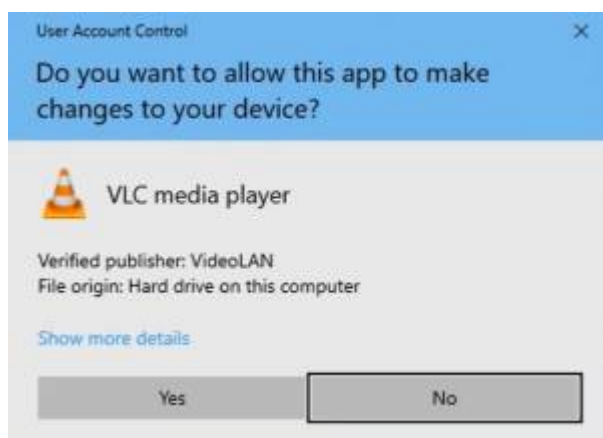 User Account Control
Do you want to allow this app to make
changes to your device?
VLC media player
Verified publisher: VideoLAN
File origin: Hard drive on this computer
Show more details
Yes
No